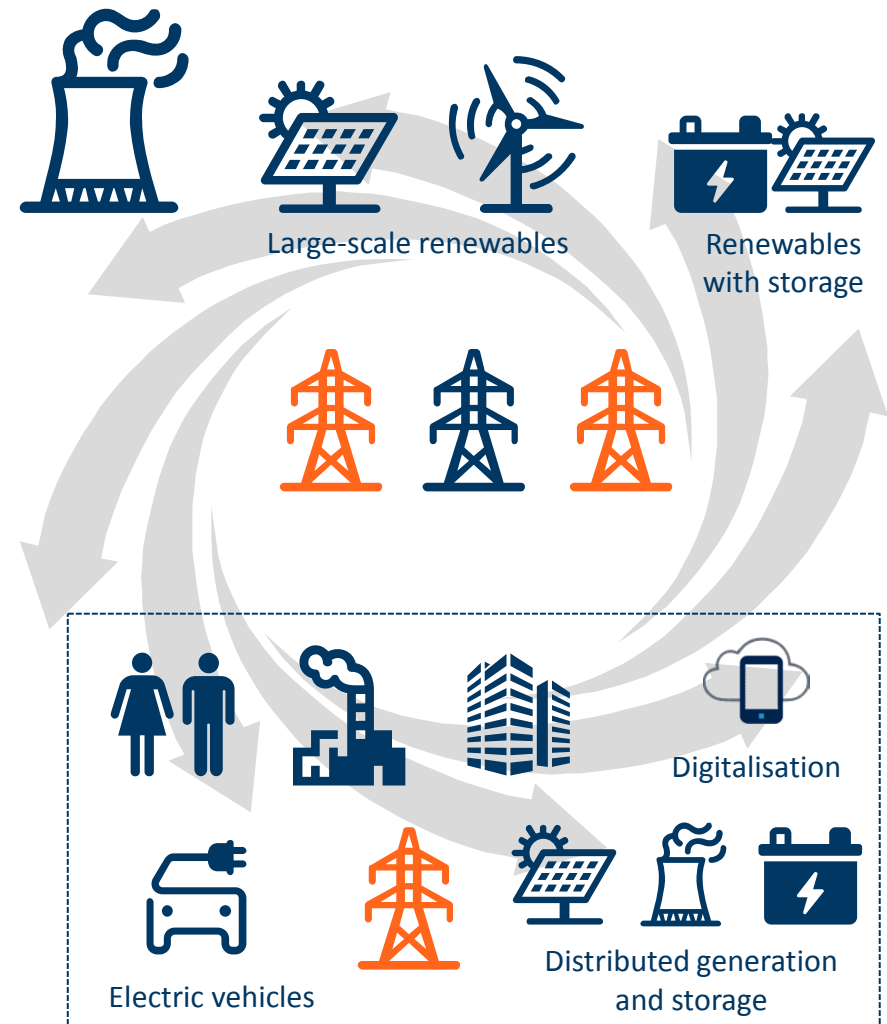 Large-scale renewables
Renewables
with storage
Digitalisation
Electric vehicles
Distributed generation
and storage